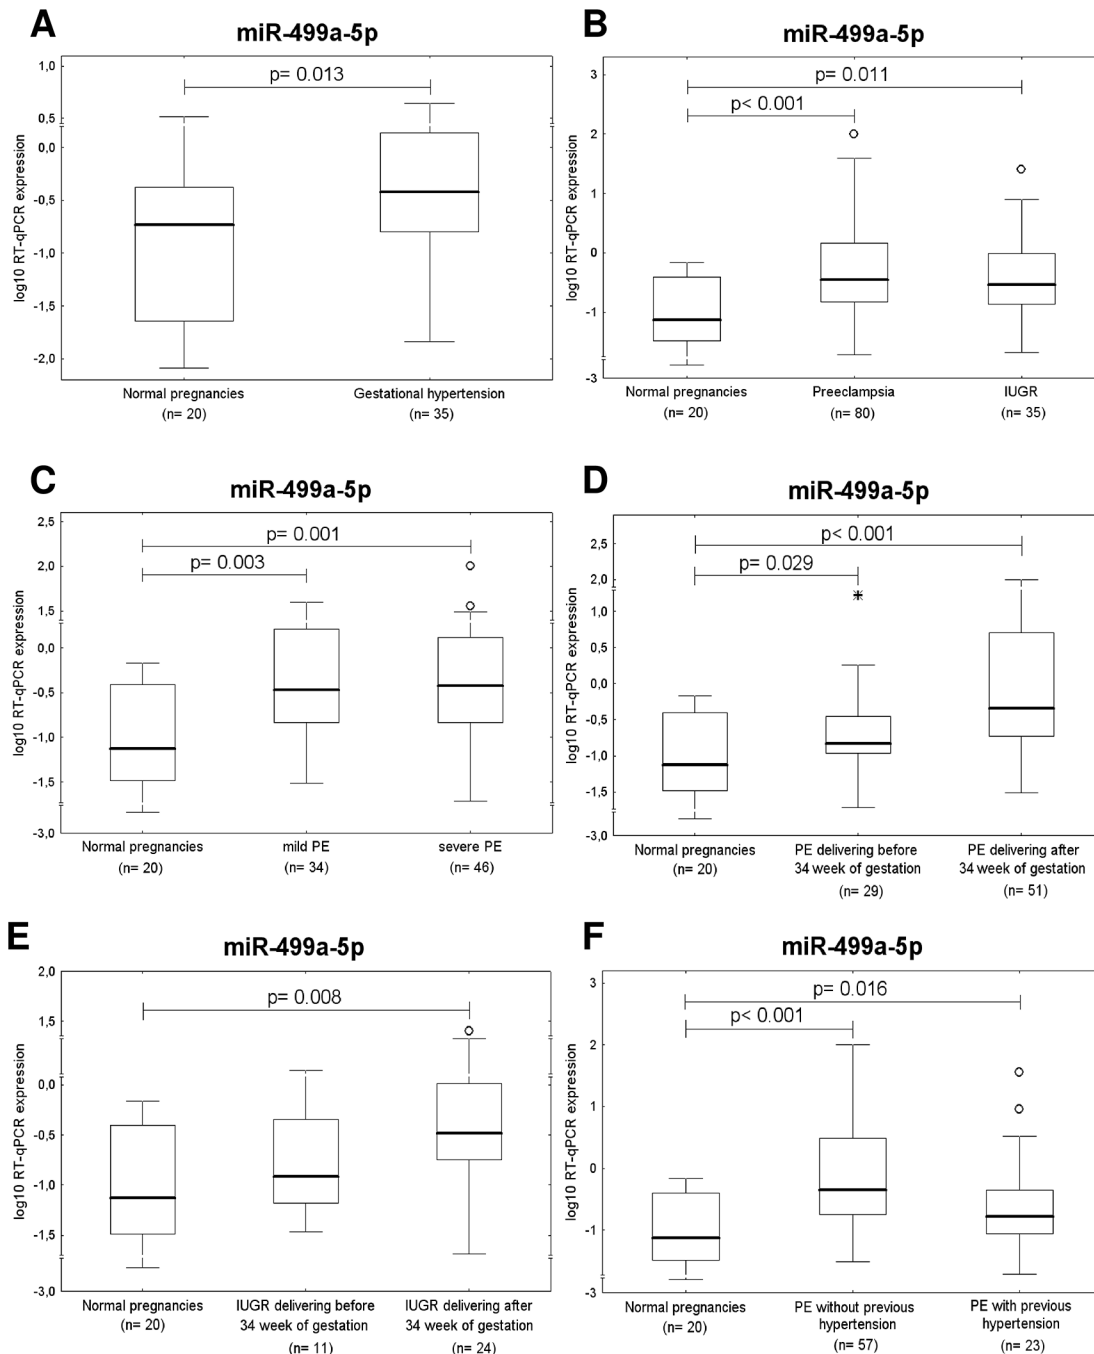 A
miR-499a-5p
p= 0.013
1,0
0,5
0,0
-0,5
-1,0
-1,5
-2,0
log10 RT-qPCR expression
Normal pregnancies
(n= 20)
Gestational hypertension
(n= 35)
B
miR-499a-5p
p= 0.011
p< 0.001
3
2
1
0
-1
-3
log10 RT-qPCR expression
Normal pregnancies
(n= 20)
Preeclampsia
(n= 80)
IUGR
(n= 35)
C
miR-499a-5p
p= 0.001
p= 0.003
2,5
2,0
1,5
0,0
-0,5
-1,0
-1,5
-3,0
log10 RT-qPCR expression
Normal pregnancies
(n= 20)
mild PE
(n= 34)
severe PE
(n= 46)
D
miR-499a-5p
p< 0.001
p= 0.029
2,5
2,0
1,0
0,5
0,0
-0,5
-1,0
-1,5
-3,0
log10 RT-qPCR expression
Normal pregnancies
(n= 20)
PE delivering before
34 week of gestation
(n= 29)
PE delivering after
34 week of gestation
(n= 51)
E
miR-499a-5p
p= 0.008
2,0
1,5
0,0
-0,5
-1,0
-1,5
-3,0
log10 RT-qPCR expression
Normal pregnancies
(n= 20)
IUGR delivering before
34 week of gestation
(n= 11)
IUGR delivering after
34 week of gestation
(n= 24)
F
miR-499a-5p
p= 0.016
p< 0.001
3
2
1
0
-1
-3
log10 RT-qPCR expression
Normal pregnancies
(n= 20)
PE without previous
hypertension
(n= 57)
PE with previous
hypertension
(n= 23)